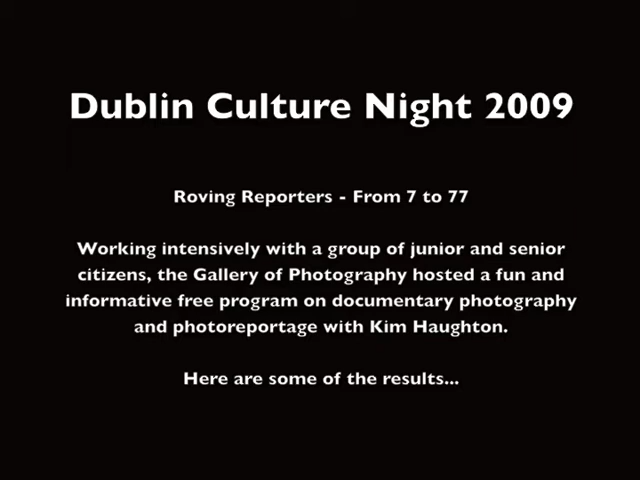 Dublin Culture Night 2009
Roving Reporters - From 7 to 77
Working intensively with a group of junior and senior
citizens, the Gallery of Photography hosted a fun and
informative free program on documentary photography
and photoreportage with Kim Haughton.
Here are some of the results...